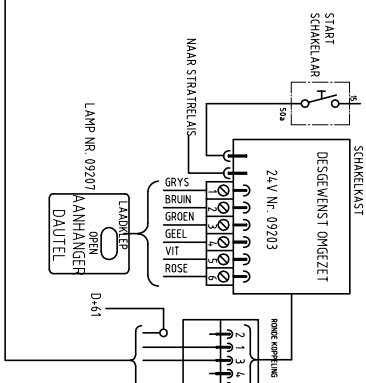 START
SCHAKELAAR
15
50a
NAAR STRATRELAIS
SCHAKELKAST
DESGEWENST OMGEZET
24V Nr. 09203
LAMP NR. 09207
LAADKLEP
OPEN
AANHANGER
DAUTEL
GRYS
BRUIN
GROEN
GEEL
VIT
ROSE
1
2
3
4
5
6
D+61
RONDE KOPPELING
2
1
3
4